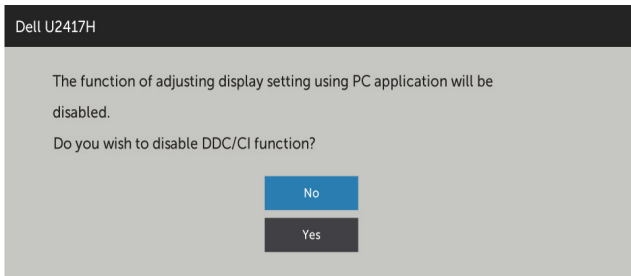 Dell U2417H
The function of adjusting display setting using PC application will be
disabled.
Do you wish to disable DDC/CI function?
No
Yes